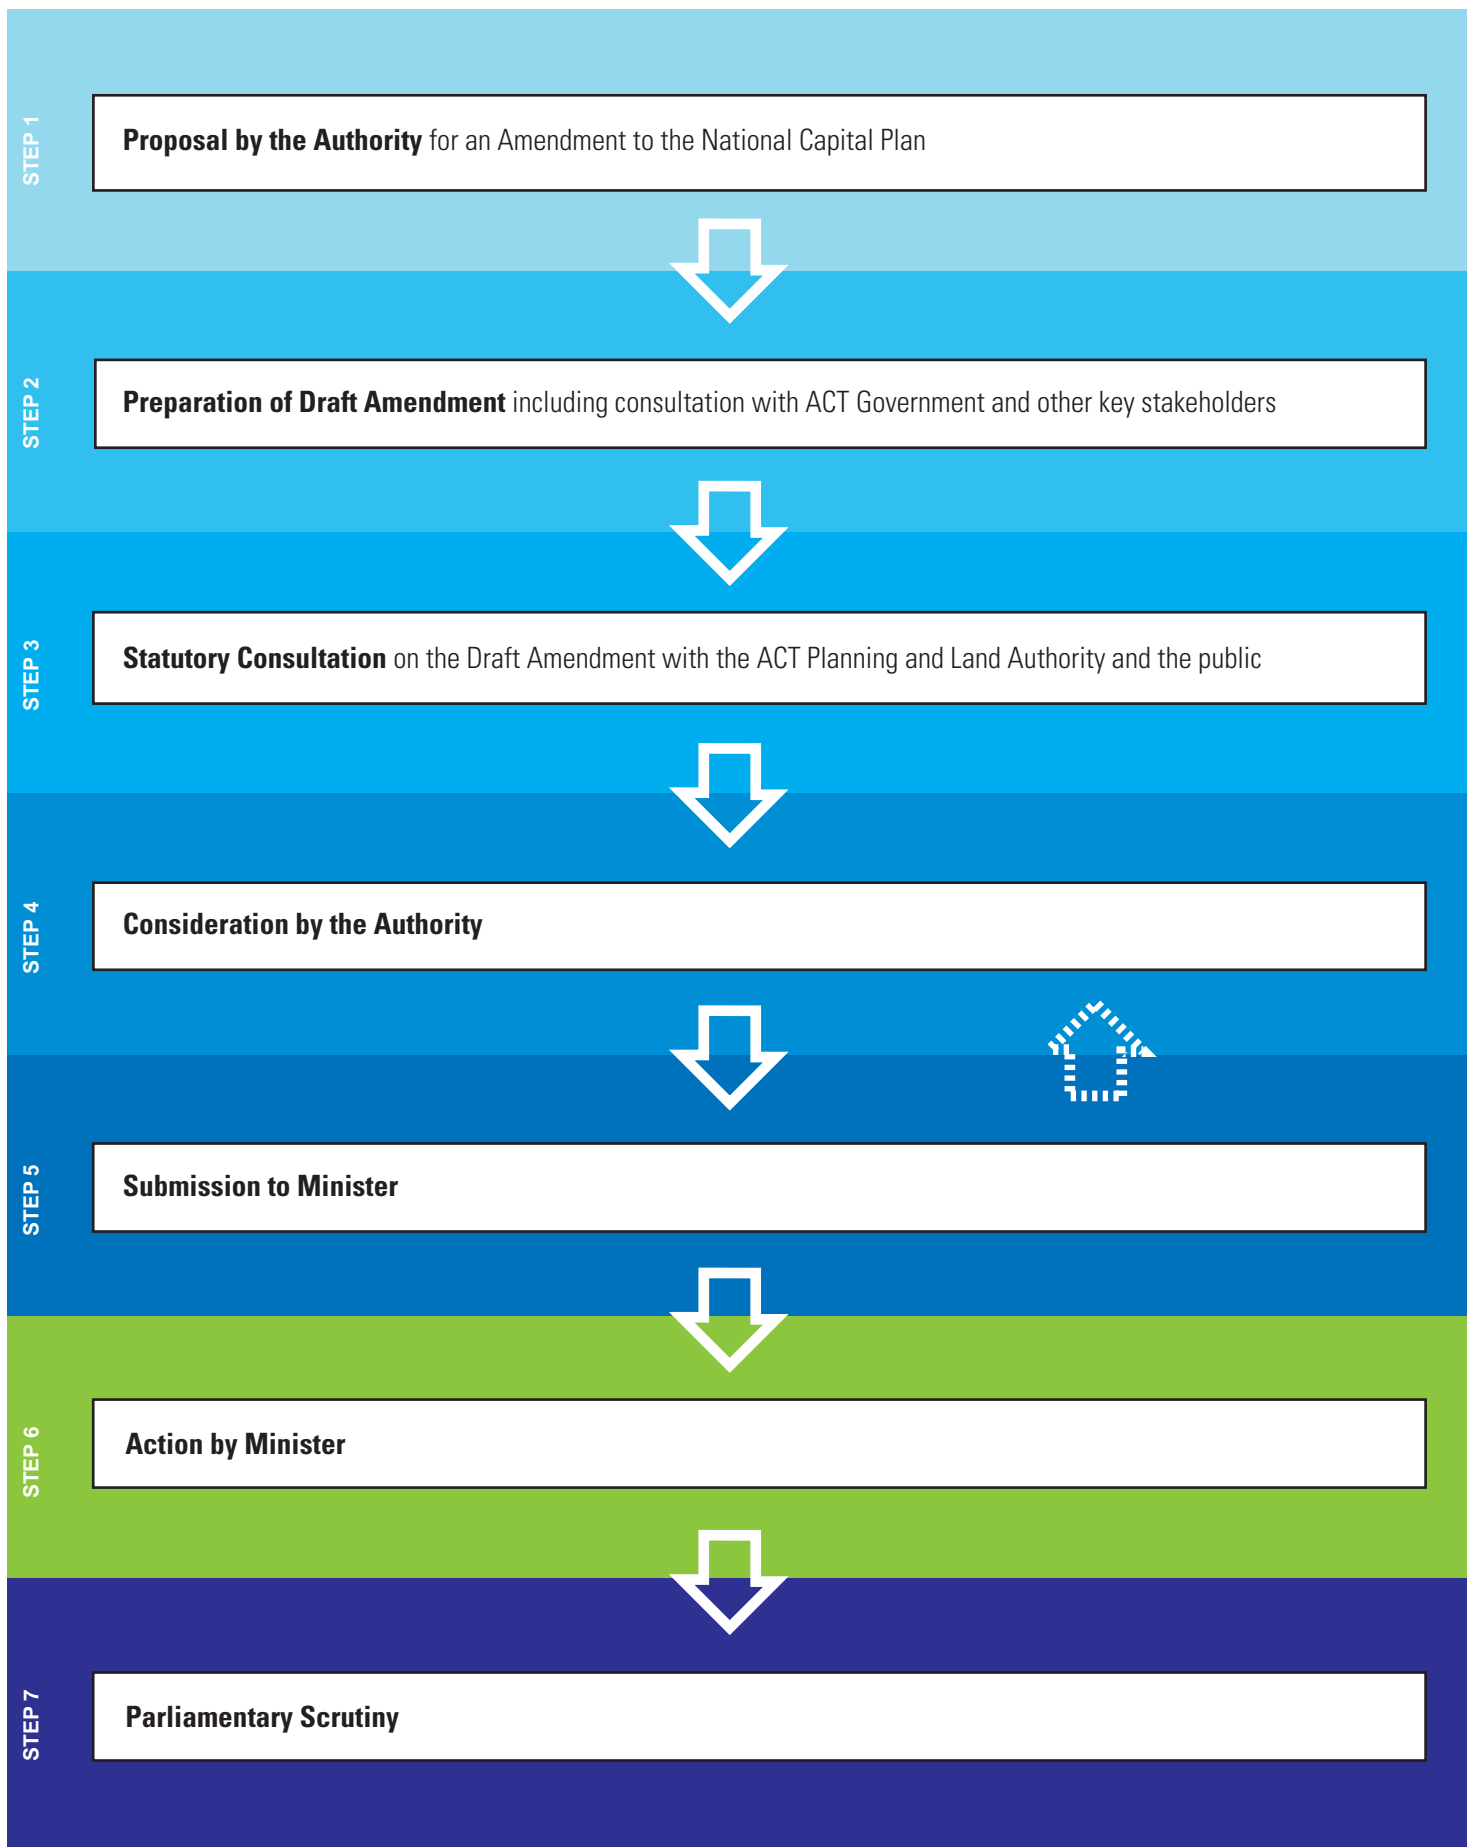 STEP 1
Proposal by the Authority for an Amendment to the National Capital Plan
STEP 2
Preparation of Draft Amendment including consultation with ACT Government and other key stakeholders
STEP 3
Statutory Consultation on the Draft Amendment with the ACT Planning and Land Authority and the public
STEP 4
Consideration by the Authority
STEP 5
Submission to Minister
STEP 6
Action by Minister
STEP 7
Parliamentary Scrutiny